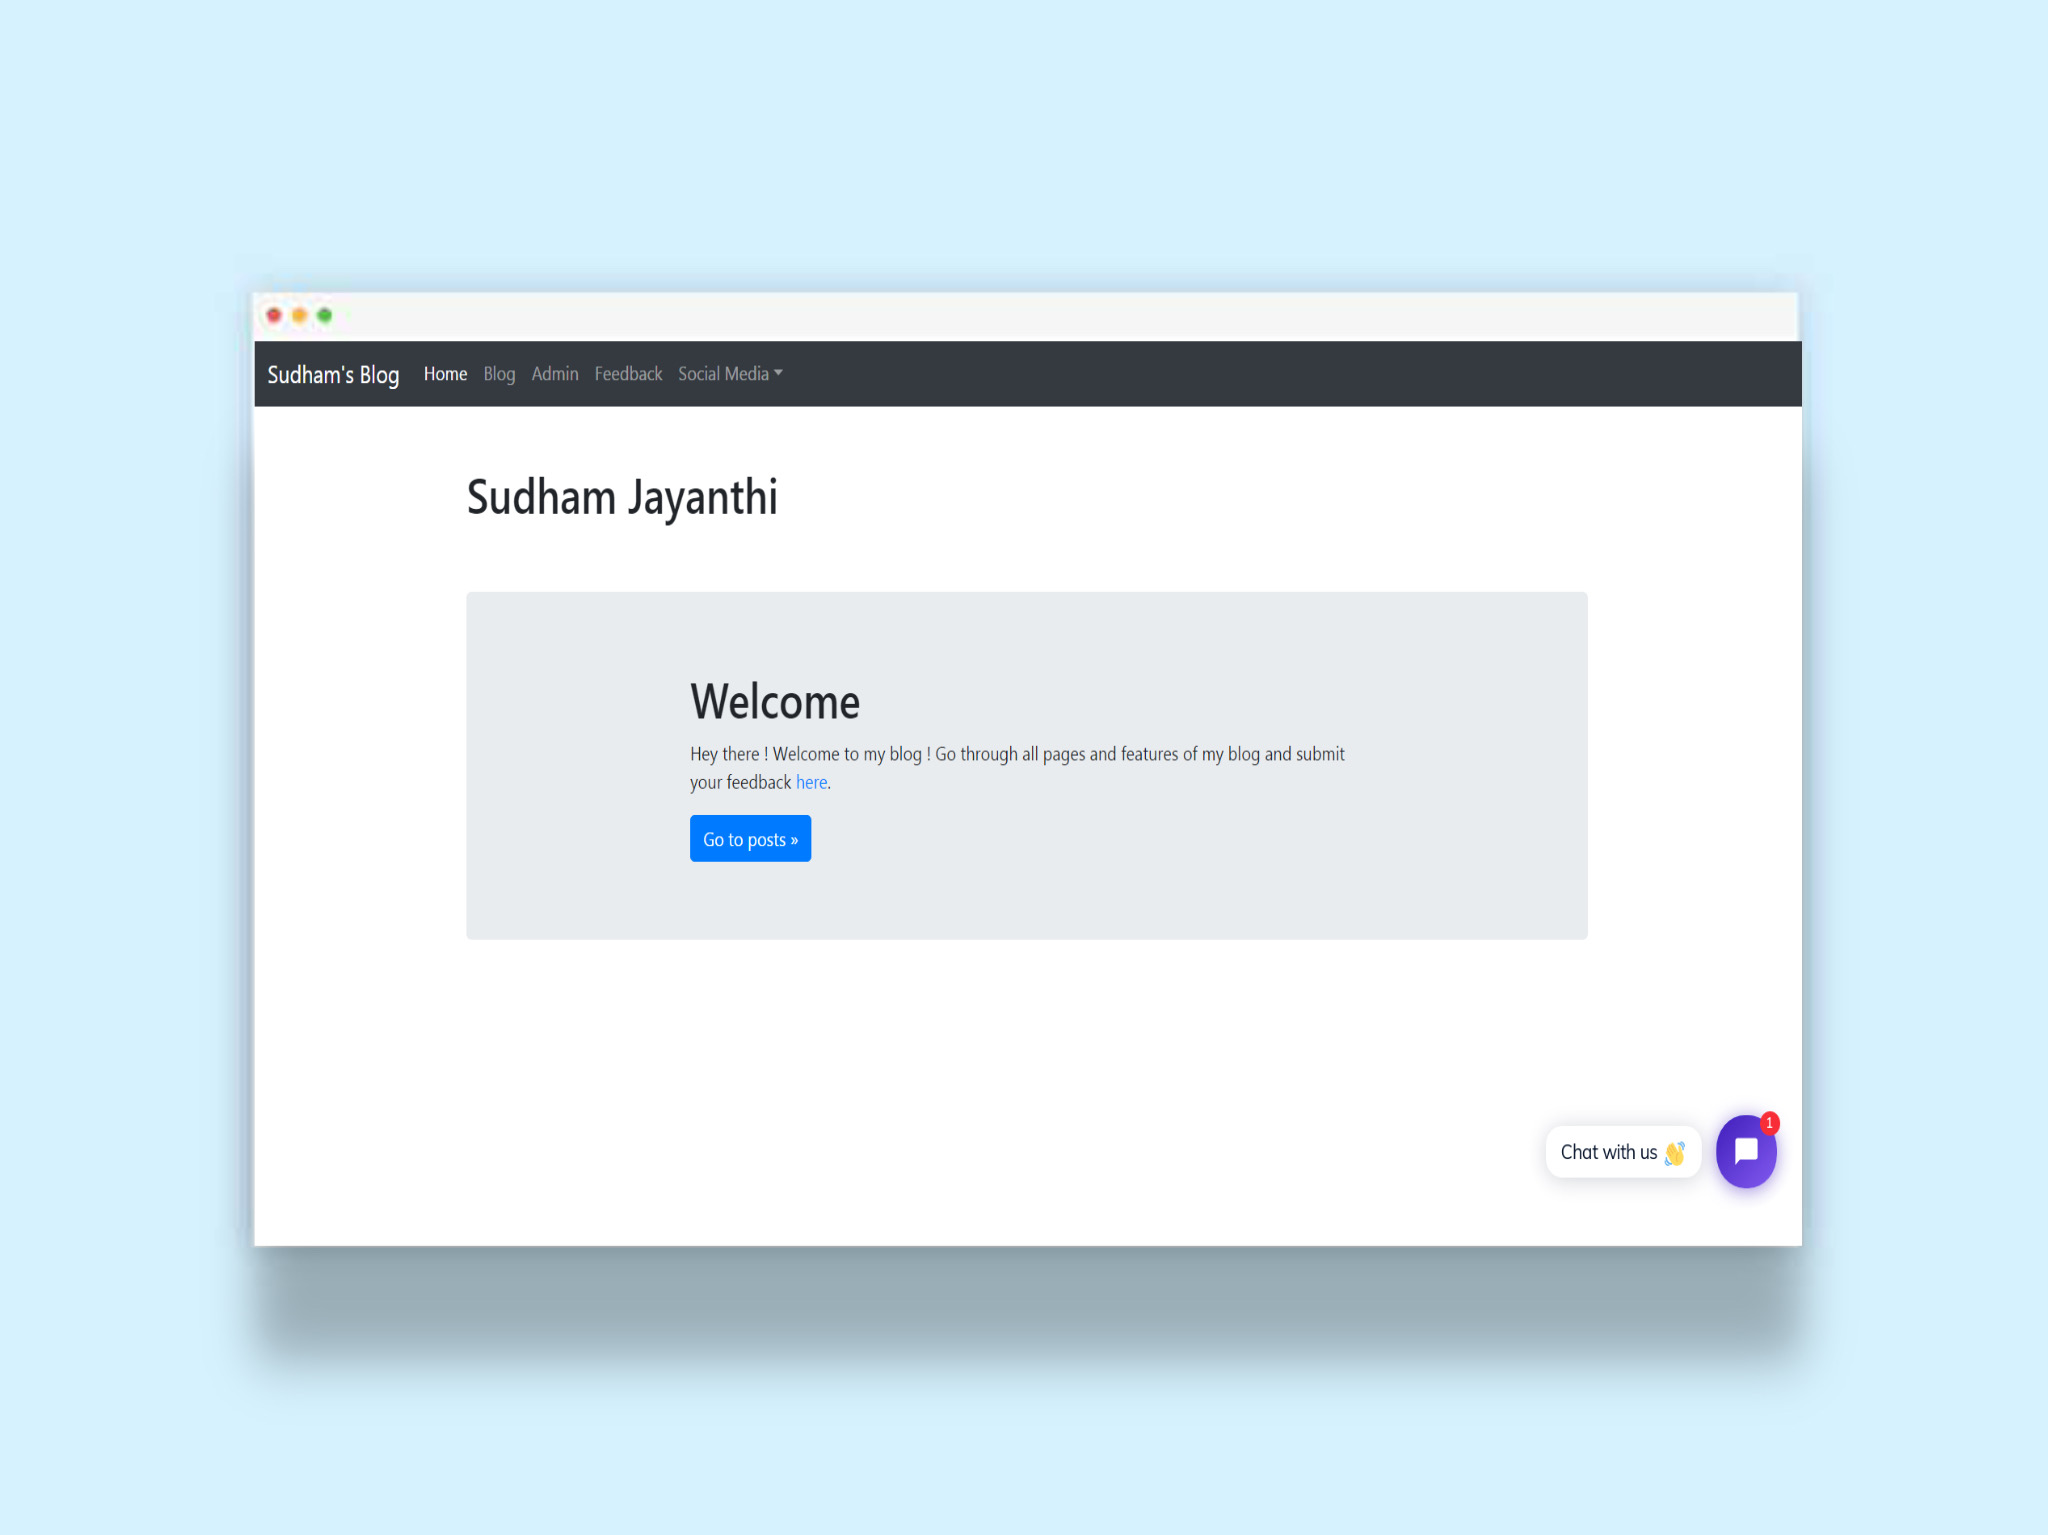 Sudham's Blog Home Blog Admin Feedback Social Media
Sudham Jayanthi
Welcome
Hey there ! Welcome to my blog ! Go through all pages and features of my blog and submit
your feedback here.
Go to posts »
1
Chat with us 👋